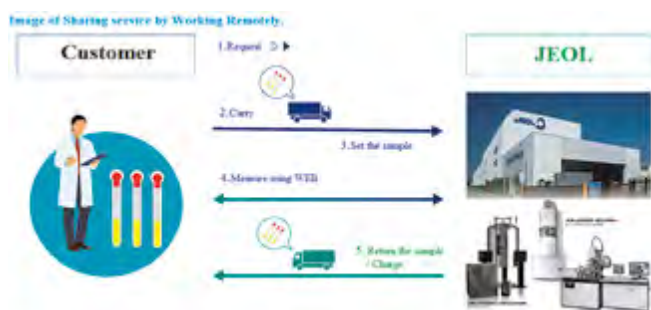 Image of Sharing service by Working Remotely.
Customer
JEOL
1.Request
2. Carry
3. Set the sample
4.Measure using WEB
5. Return the sample
/ Charge